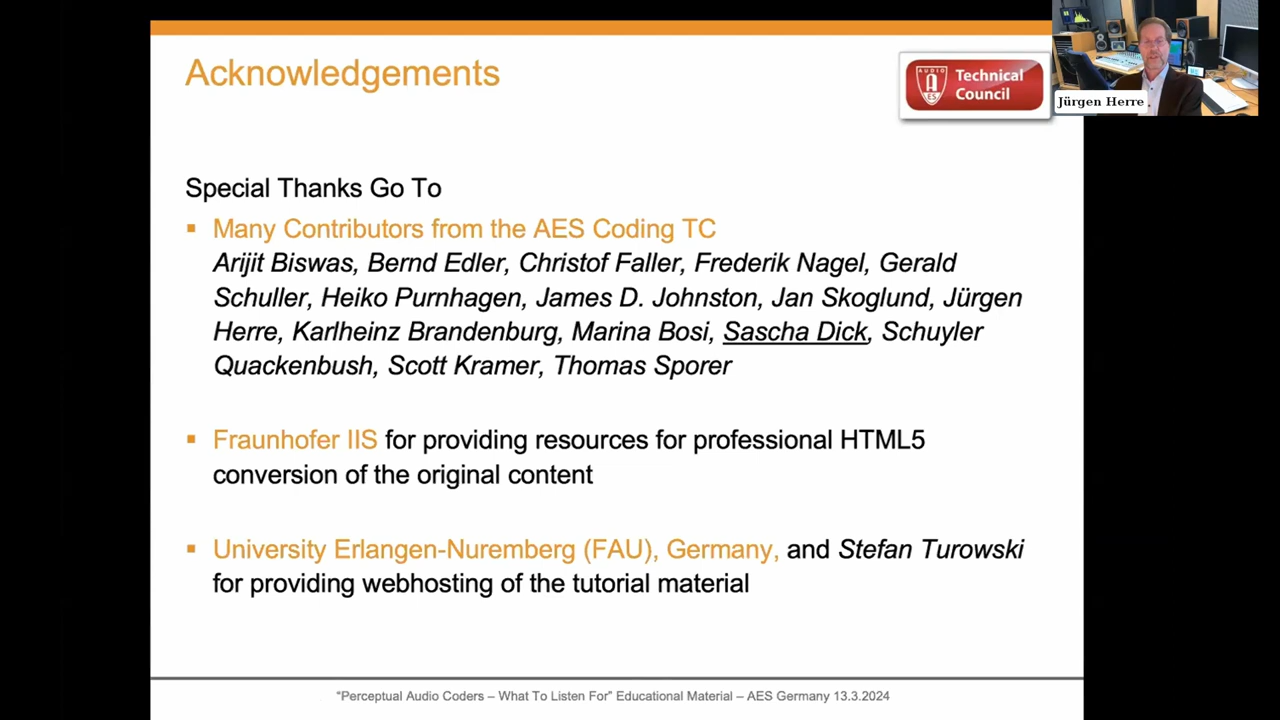 Acknowledgements
Technical
Council
AUDIO
AES
Jürgen Herre
Special Thanks Go To
▪ Many Contributors from the AES Coding TC
Arijit Biswas, Bernd Edler, Christof Faller, Frederik Nagel, Gerald
Schuller, Heiko Purnhagen, James D. Johnston, Jan Skoglund, Jürgen
Herre, Karlheinz Brandenburg, Marina Bosi, Sascha Dick, Schuyler
Quackenbush, Scott Kramer, Thomas Sporer
▪ Fraunhofer IIS for providing resources for professional HTML5
conversion of the original content
▪ University Erlangen-Nuremberg (FAU), Germany, and Stefan Turowski
for providing webhosting of the tutorial material
“Perceptual Audio Coders – What To Listen For” Educational Material – AES Germany 13.3.2024